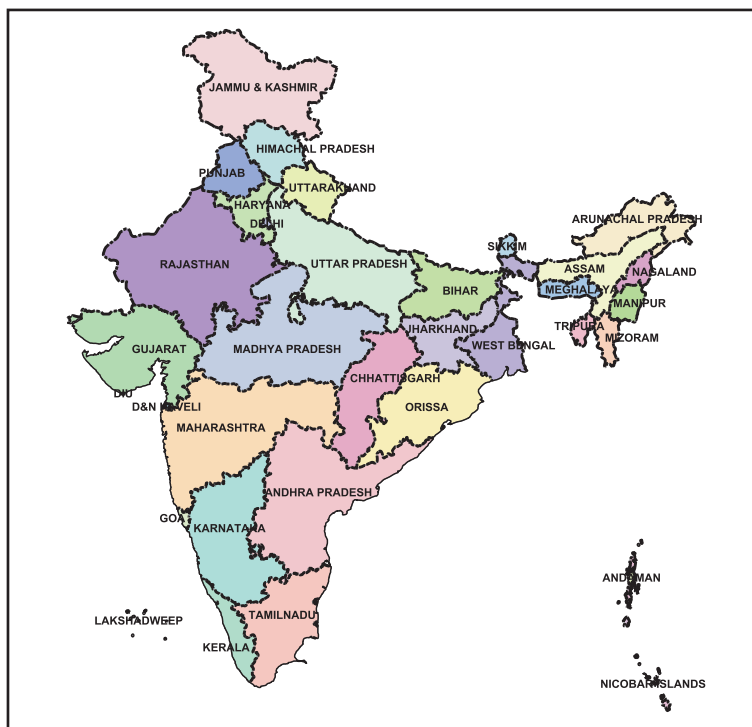 JAMMU & KASHMIR
HIMACHAL PRADESH
PUNJAB
UTTARAKHAND
HARYANA
DELHI
ARUNACHAL PRADESH
SIKKIM
RAJASTHAN
UTTAR PRADESH
ASSAM
NAGALAND
BIHAR
MEGHALAYA
MANIPUR
JHARKHAND
TRIPURA
GUJARAT
MADHYA PRADESH
WEST BUNGAL
MIZORAM
CHHATTISGARH
DIU
D&N HAVELI
ORISSA
MAHARASHTRA
ANDHRA PRADESH
GOA
KARNATAKA
ANDAMAN
TAMILNADU
LAKSHADWEEP
KERALA
NICOBAR ISLANDS